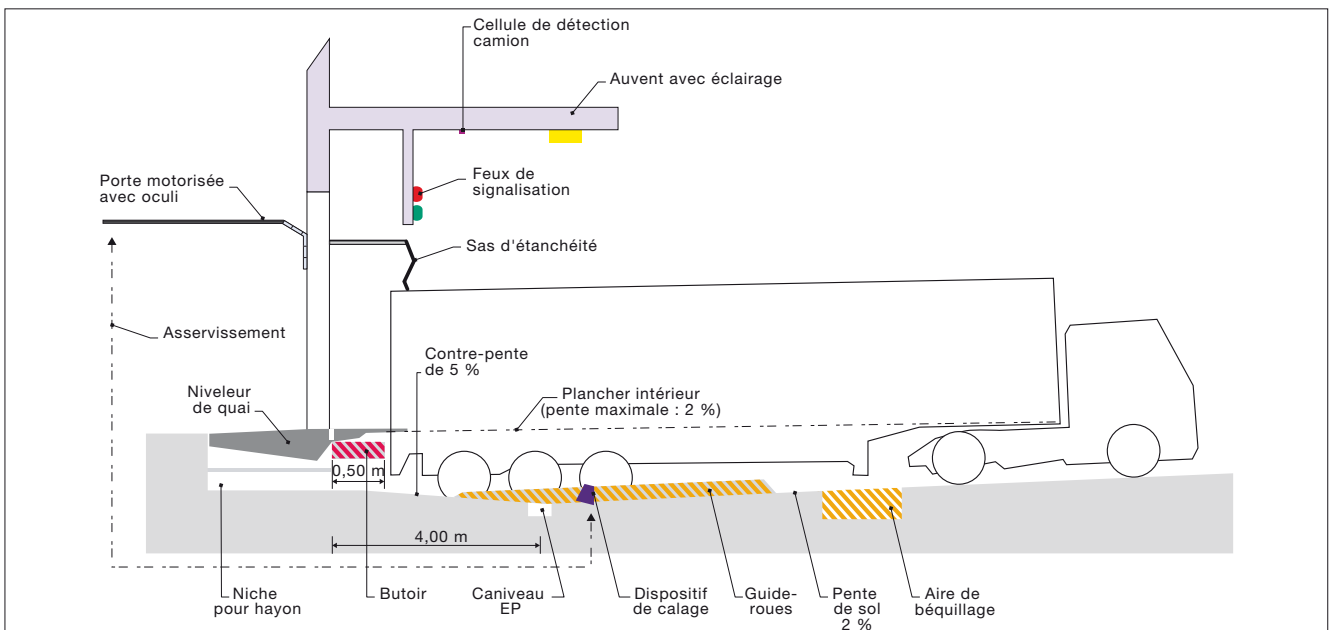 Cellule de détection
camion
Auvent avec éclairage
Porte motorisée
avec oculi
Feux de
signalisation
Sas d'étanchéité
Asservissement
Contre-pente
de 5 %
Niveleur
de quai
Plancher intérieur
(pente maximale : 2 %)
0,50 m
4,00 m
Niche
pour hayon
Butoir
Caniveau
EP
Dispositif
de calage
Guide-
roues
Pente
de sol
2 %
Aire de
béquillage